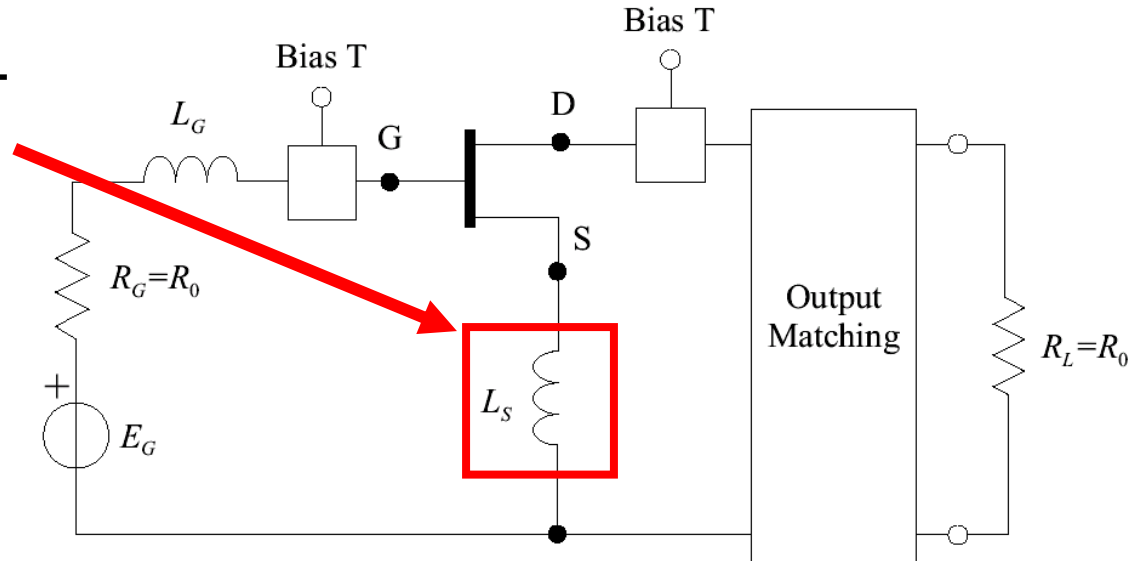 Bias T
Bias T
L_G
G
D
S
R_G=R_0
Output
Matching
R_L=R_0
L_S
+
E_G